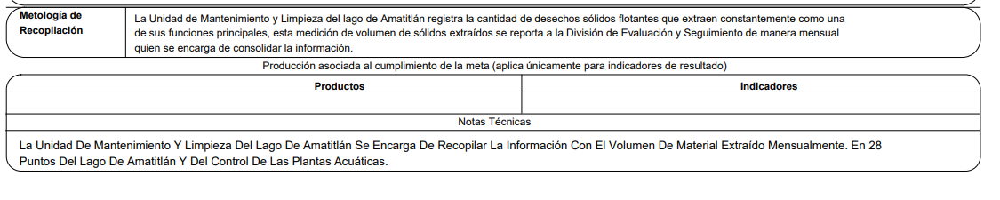 Metología de
Recopilación
La Unidad de Mantenimiento y Limpieza del lago de Amatitlán registra la cantidad de desechos sólidos flotantes que extraen constantemente como una
de sus funciones principales, esta medición de volumen de sólidos extraídos se reporta a la División de Evaluación y Seguimiento de manera mensual
quien se encarga de consolidar la información.
Producción asociada al cumplimiento de la meta (aplica únicamente para indicadores de resultado)
Productos
Indicadores
Notas Técnicas
La Unidad De Mantenimiento Y Limpieza Del Lago De Amatitlán Se Encarga De Recopilar La Información Con El Volumen De Material Extraído Mensualmente. En 28
Puntos Del Lago De Amatitlán Y Del Control De Las Plantas Acuáticas.